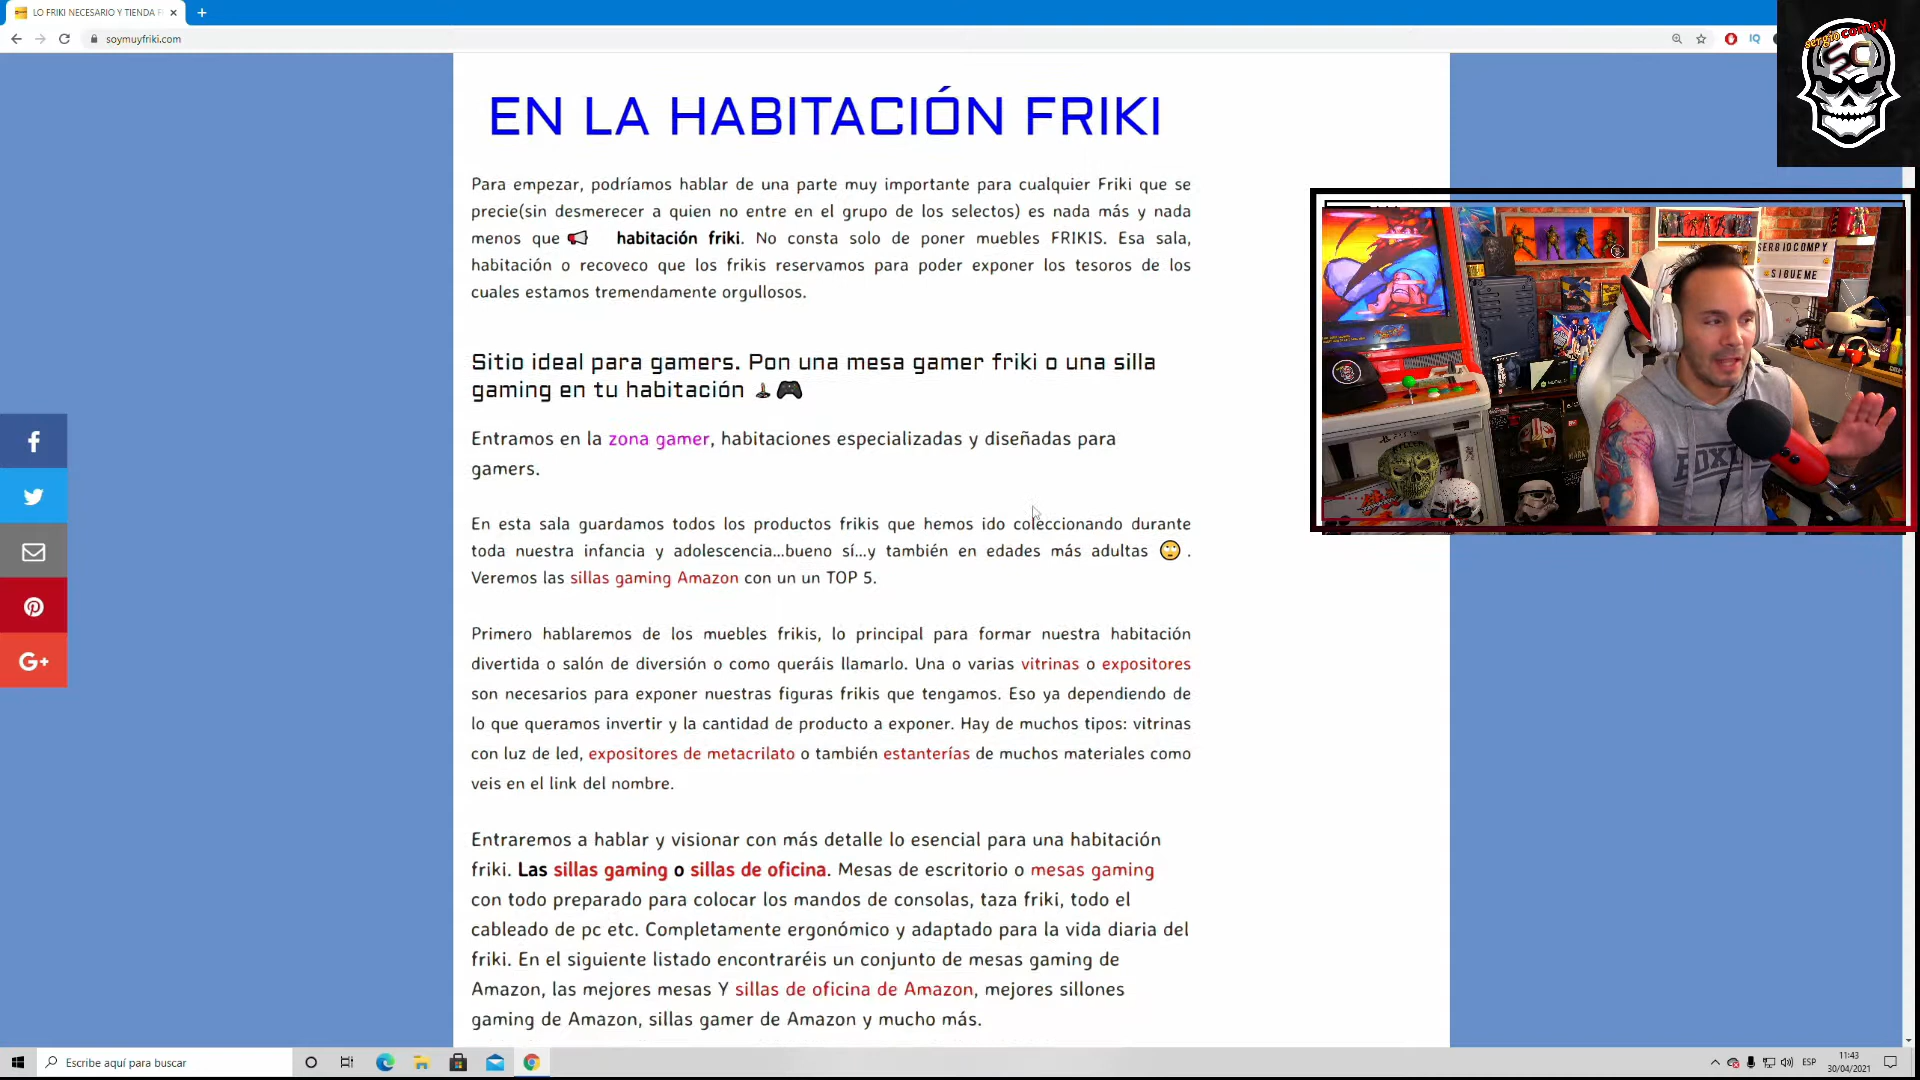 LO FRIKI NECESARIO Y TIENDA F
soymuyfriki.com
IQ
sergiocompy
SC
EN LA HABITACIÓN FRIKI
Para empezar, podríamos hablar de una parte muy importante para cualquier Friki que se
precie(sin desmerecer a quien no entre en el grupo de los selectos) es nada más y nada
menos que habitación friki. No consta solo de poner muebles FRIKIS. Esa sala,
habitación o recoveco que los frikis reservamos para poder exponer los tesoros de los
cuales estamos tremendamente orgullosos.
SERGIOCOMPY
SIGUEME
BOXING
Sitio ideal para gamers. Pon una mesa gamer friki o una silla
gaming en tu habitación
Entramos en la zona gamer, habitaciones especializadas y diseñadas para
gamers.
En esta sala guardamos todos los productos frikis que hemos ido coleccionando durante
toda nuestra infancia y adolescencia...bueno sí...y también en edades más adultas .
Veremos las sillas gaming Amazon con un un TOP 5.
Primero hablaremos de los muebles frikis, lo principal para formar nuestra habitación
divertida o salón de diversión o como queráis llamarlo. Una o varias vitrinas o expositores
son necesarios para exponer nuestras figuras frikis que tengamos. Eso ya dependiendo de
lo que queramos invertir y la cantidad de producto a exponer. Hay de muchos tipos: vitrinas
con luz de led, expositores de metacrilato o también estanterías de muchos materiales como
veis en el link del nombre.
Entraremos a hablar y visionar con más detalle lo esencial para una habitación
friki. Las sillas gaming o sillas de oficina. Mesas de escritorio o mesas gaming
con todo preparado para colocar los mandos de consolas, taza friki, todo el
cableado de pc etc. Completamente ergonómico y adaptado para la vida diaria del
friki. En el siguiente listado encontraréis un conjunto de mesas gaming de
Amazon, las mejores mesas Y sillas de oficina de Amazon, mejores sillones
gaming de Amazon, sillas gamer de Amazon y mucho más.
f
G+
Escribe aquí para buscar
ESP
11:43
30/04/2021